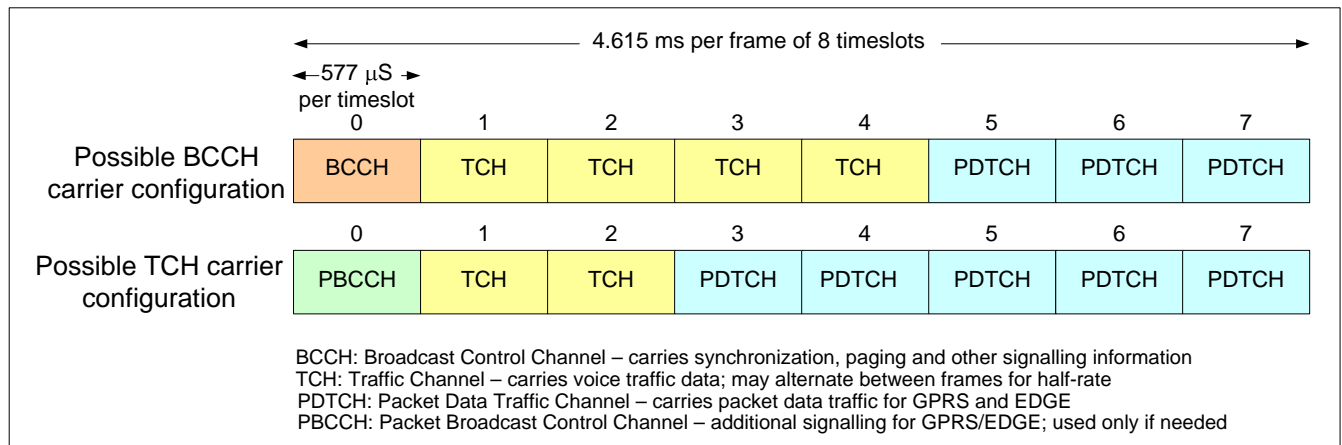 4.615 ms per frame of 8 timeslots
577 μS
per timeslot
0 1 2 3 4 5 6 7
Possible BCCH
carrier configuration
BCCH TCH TCH TCH TCH PDTCH PDTCH PDTCH
0 1 2 3 4 5 6 7
Possible TCH carrier
configuration
PBCCH TCH TCH PDTCH PDTCH PDTCH PDTCH PDTCH
BCCH: Broadcast Control Channel – carries synchronization, paging and other signalling information
TCH: Traffic Channel – carries voice traffic data; may alternate between frames for half-rate
PDTCH: Packet Data Traffic Channel – carries packet data traffic for GPRS and EDGE
PBCCH: Packet Broadcast Control Channel – additional signalling for GPRS/EDGE; used only if needed